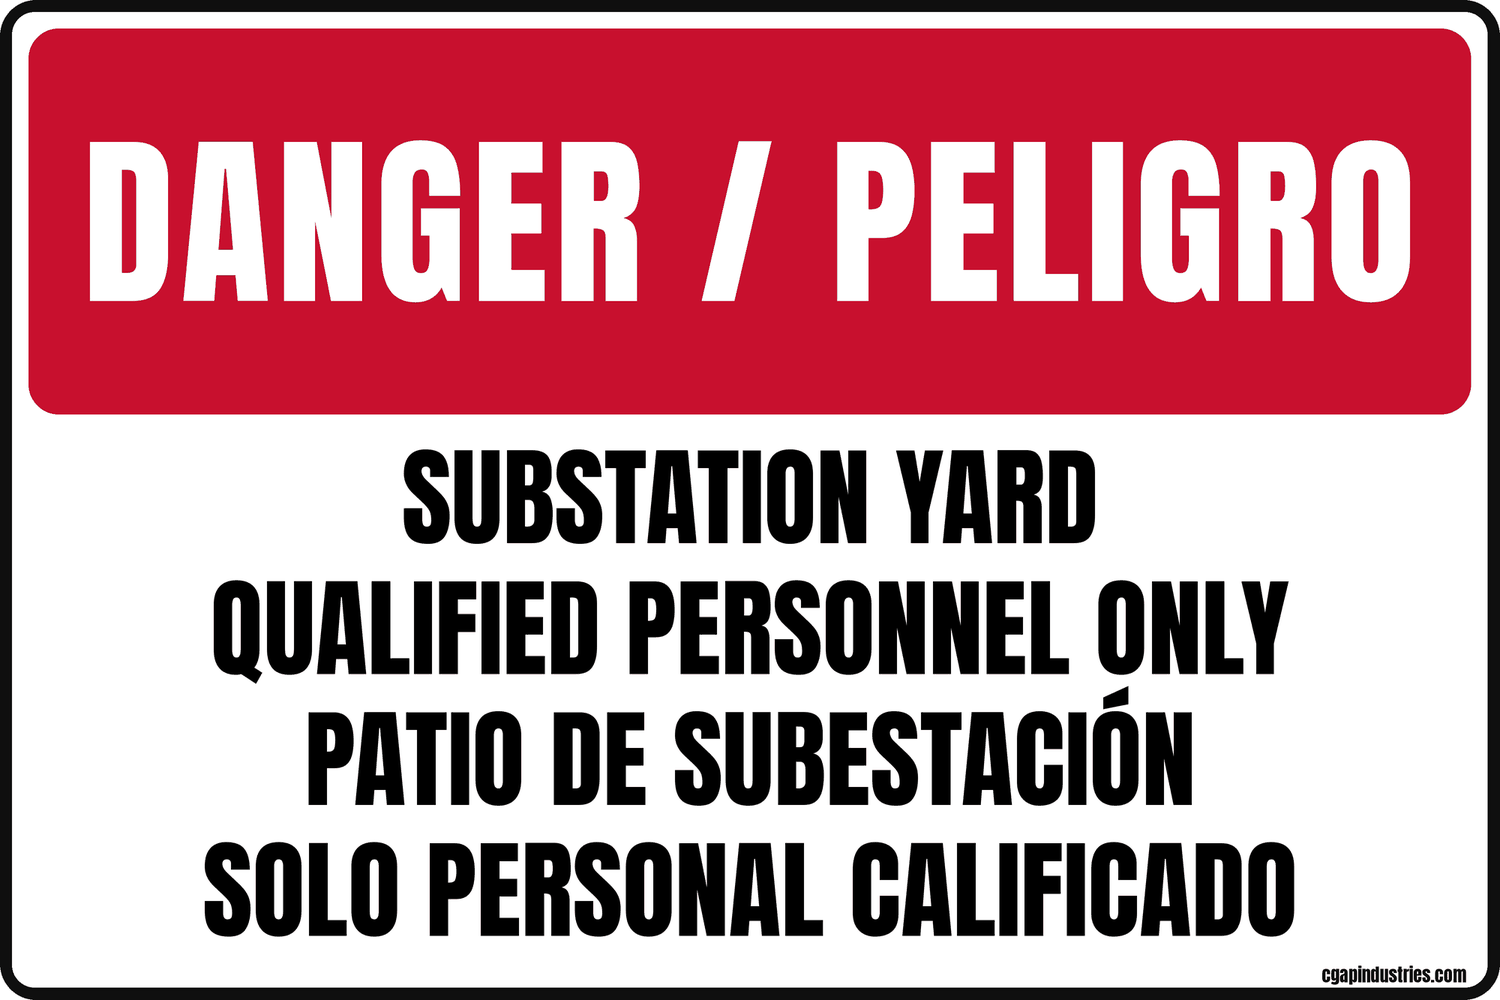 DANGER / PELIGRO
SUBSTATION YARD
QUALIFIED PERSONNEL ONLY
PATIO DE SUBESTACIÓN
SOLO PERSONAL CALIFICADO
cgapindustries.com